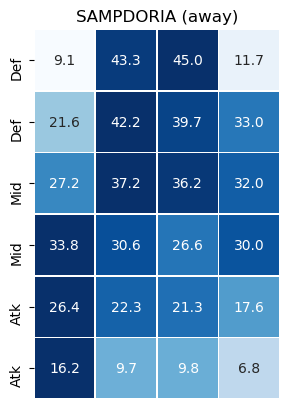 SAMPDORIA (away)
Def 9.1 43.3 45.0 11.7
Def 21.6 42.2 39.7 33.0
Mid 27.2 37.2 36.2 32.0
Mid 33.8 30.6 26.6 30.0
Atk 26.4 22.3 21.3 17.6
Atk 16.2 9.7 9.8 6.8